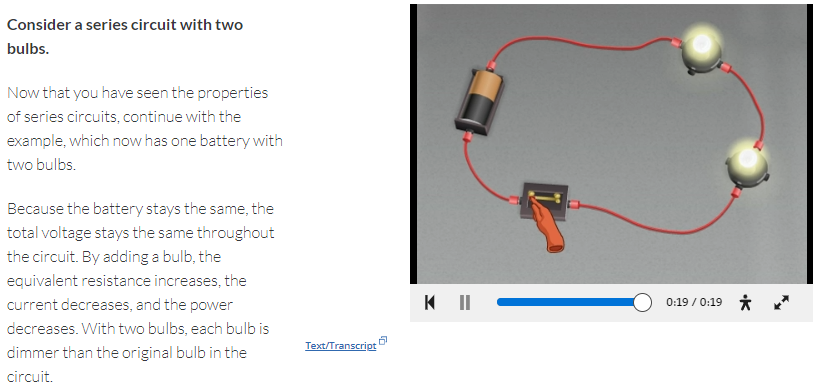 Consider a series circuit with two
bulbs.
Now that you have seen the properties
of series circuits, continue with the
example, which now has one battery with
two bulbs.
Because the battery stays the same, the
total voltage stays the same throughout
the circuit. By adding a bulb, the
equivalent resistance increases, the
current decreases, and the power
decreases. With two bulbs, each bulb is
dimmer than the original bulb in the
circuit.
Text/Transcript
0:19 / 0:19